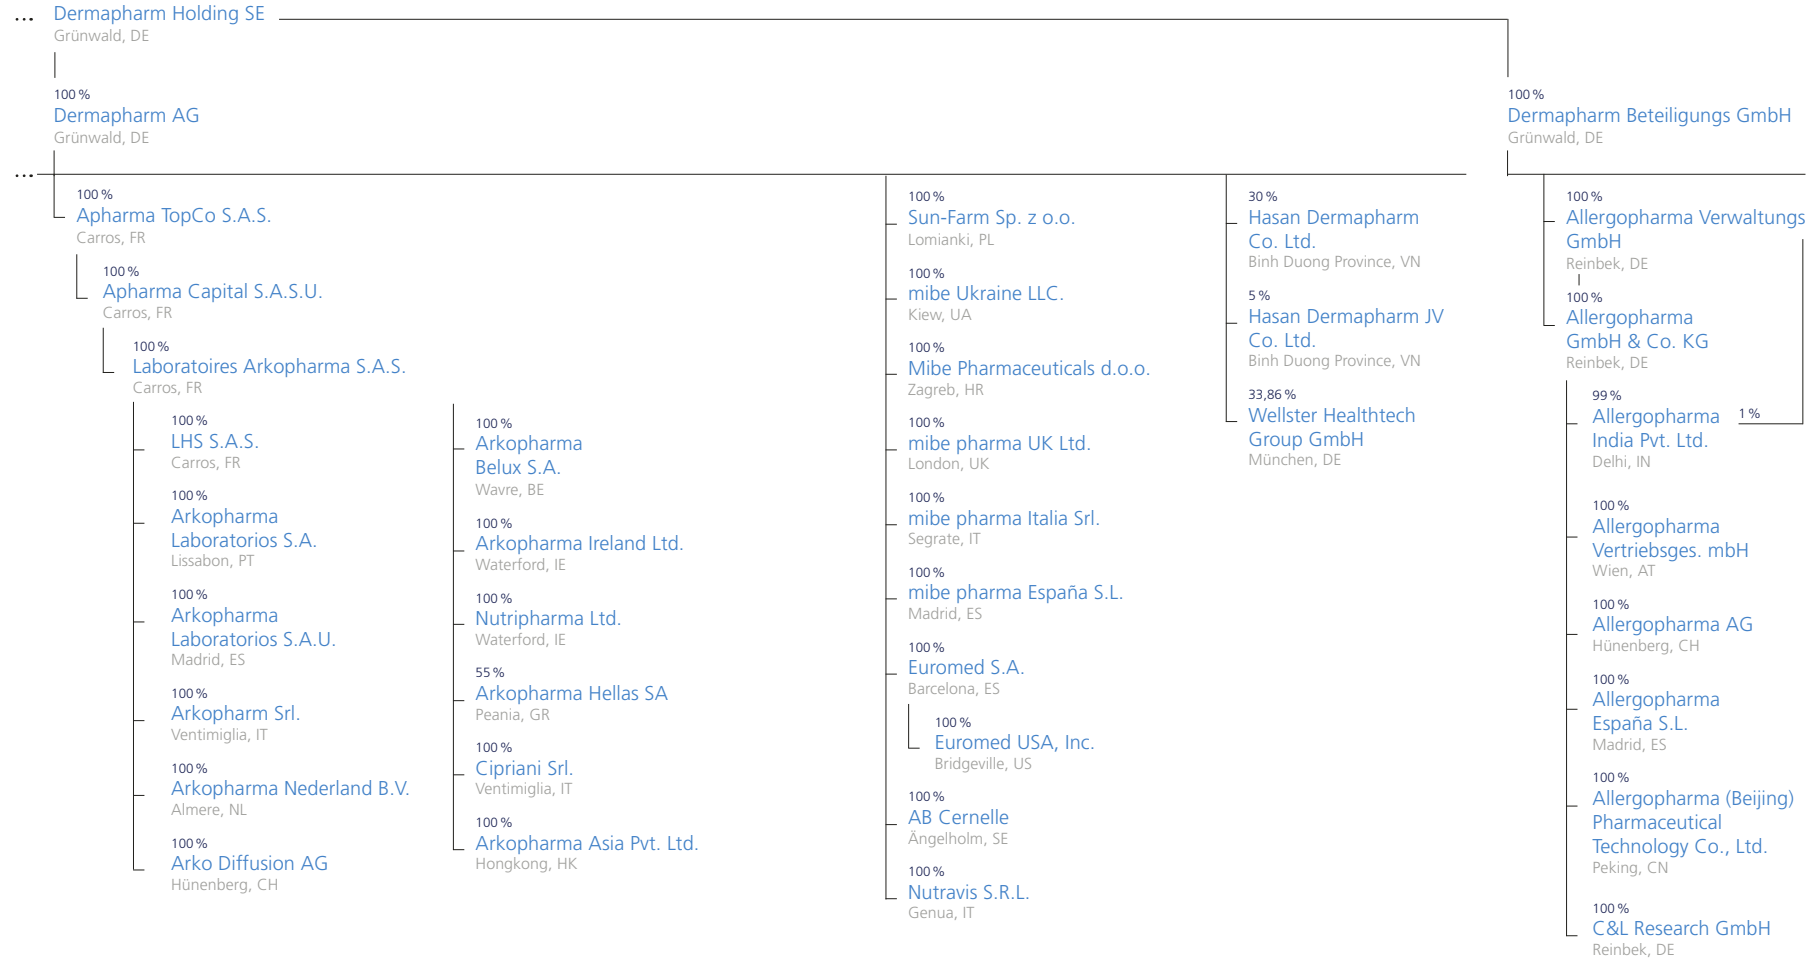 ...
Dermapharm Holding SE
Grünwald, DE
100 %
Dermapharm AG
Grünwald, DE
100 %
Dermapharm Beteiligungs GmbH
Grünwald, DE
...
100 %
Apharma TopCo S.A.S.
Carros, FR
100 %
Apharma Capital S.A.S.U.
Carros, FR
100 %
Laboratoires Arkopharma S.A.S.
Carros, FR
100 %
LHS S.A.S.
Carros, FR
100 %
Arkopharma
Laboratorios S.A.
Lissabon, PT
100 %
Arkopharma
Laboratorios S.A.U.
Madrid, ES
100 %
Arkopharm Srl.
Ventimiglia, IT
100 %
Arkopharma Nederland B.V.
Almere, NL
100 %
Arko Diffusion AG
Hünenberg, CH
100 %
Arkopharma
Belux S.A.
Wavre, BE
100 %
Arkopharma Ireland Ltd.
Waterford, IE
100 %
Nutripharma Ltd.
Waterford, IE
55 %
Arkopharma Hellas SA
Peania, GR
100 %
Cipriani Srl.
Ventimiglia, IT
100 %
Arkopharma Asia Pvt. Ltd.
Hongkong, HK
100 %
Sun-Farm Sp. z o.o.
Lomianki, PL
100 %
mibe Ukraine LLC.
Kiew, UA
100 %
Mibe Pharmaceuticals d.o.o.
Zagreb, HR
100 %
mibe pharma UK Ltd.
London, UK
100 %
mibe pharma Italia Srl.
Segrate, IT
100 %
mibe pharma España S.L.
Madrid, ES
100 %
Euromed S.A.
Barcelona, ES
100 %
Euromed USA, Inc.
Bridgeville, US
100 %
AB Cernelle
Ängelholm, SE
100 %
Nutravis S.R.L.
Genua, IT
30 %
Hasan Dermapharm
Co. Ltd.
Binh Duong Province, VN
5 %
Hasan Dermapharm JV
Co. Ltd.
Binh Duong Province, VN
33,86 %
Wellster Healthtech
Group GmbH
München, DE
100 %
Allergopharma Verwaltungs
GmbH
Reinbek, DE
100 %
Allergopharma
GmbH & Co. KG
Reinbek, DE
99 %
Allergopharma
India Pvt. Ltd.
Delhi, IN
1 %
100 %
Allergopharma
Vertriebsges. mbH
Wien, AT
100 %
Allergopharma AG
Hünenberg, CH
100 %
Allergopharma
España S.L.
Madrid, ES
100 %
Allergopharma (Beijing)
Pharmaceutical
Technology Co., Ltd.
Peking, CN
100 %
C&L Research GmbH
Reinbek, DE